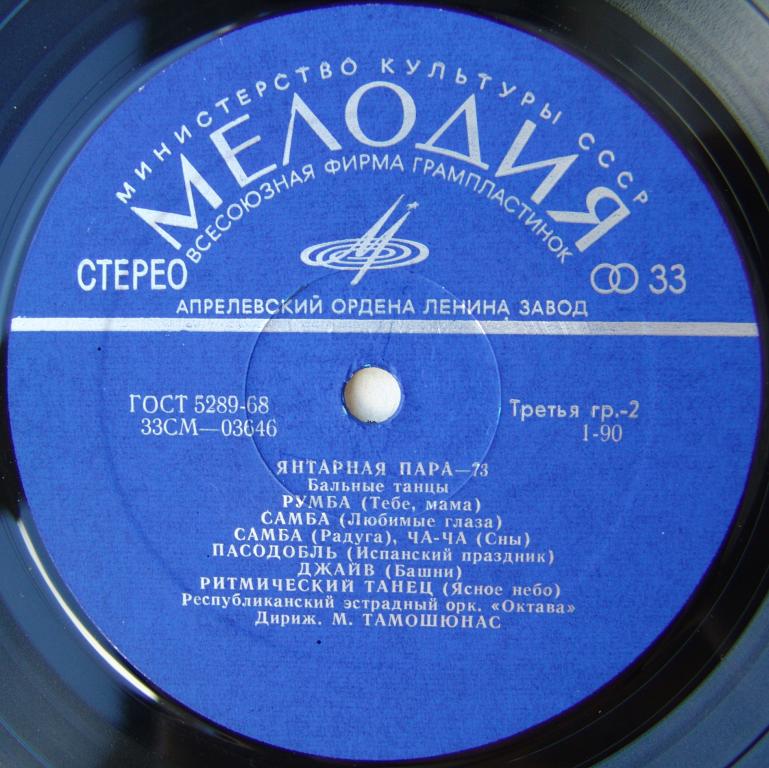 МИНИСТЕРСТВО КУЛЬТУРЫ СССР
МЕЛОДИЯ
ВСЕСОЮЗНАЯ ФИРМА ГРАМПЛАСТИНОК
СТЕРЕО
33
АПРЕЛЕВСКИЙ ОРДЕНА ЛЕНИНА ЗАВОД
ГОСТ 5289-68
33СМ—03646
Третья гр.-2
1-90
ЯНТАРНАЯ ПАРА—73
Бальные танцы
РУМБА (Тебе, мама)
САМБА (Любимые глаза)
САМБА (Радуга), ЧА-ЧА (Сны)
ПАСОДОБЛЬ (Испанский праздник)
ДЖАЙВ (Башни)
РИТМИЧЕСКИЙ ТАНЕЦ (Ясное небо)
Республиканский эстрадный орк. «Октава»
Дириж. М. ТАМОШЮНАС